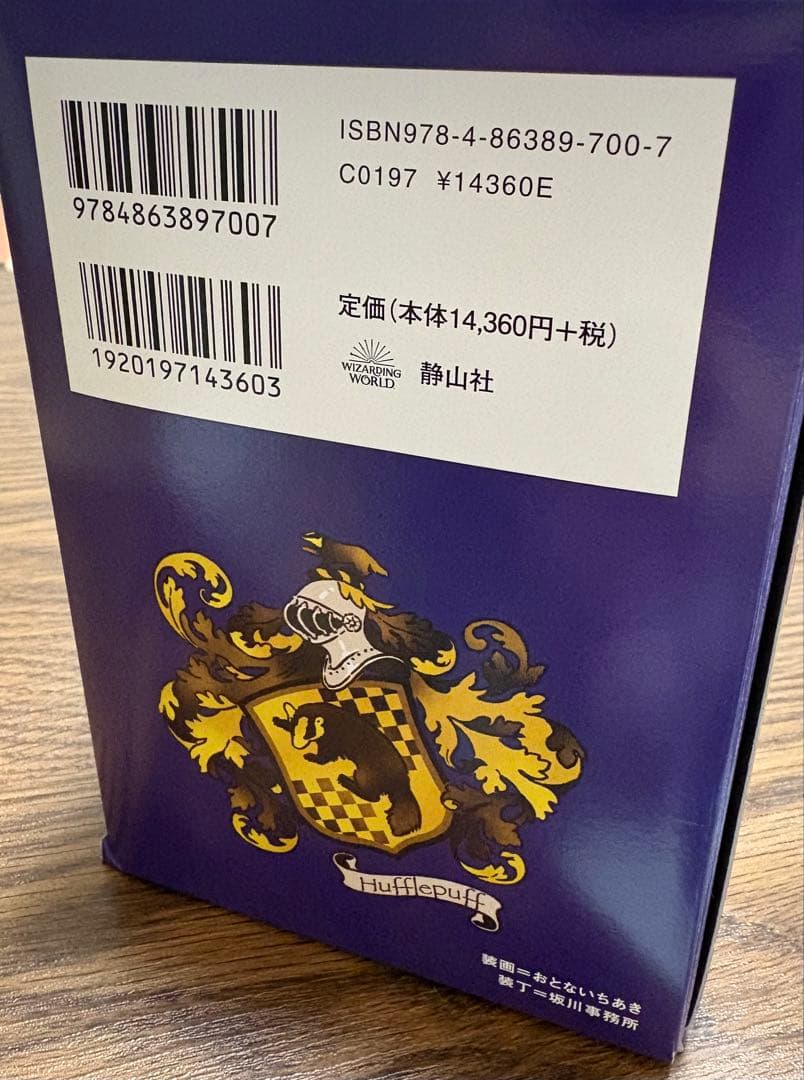 ISBN978-4-86389-700-7
C0197 ¥14360E
9784863897007
定価(本体14,360円+税)
1920197143603
WIZARDING
WORLD
静山社
Hufflepuff
装画=おとないちあき
装丁=坂川事務所